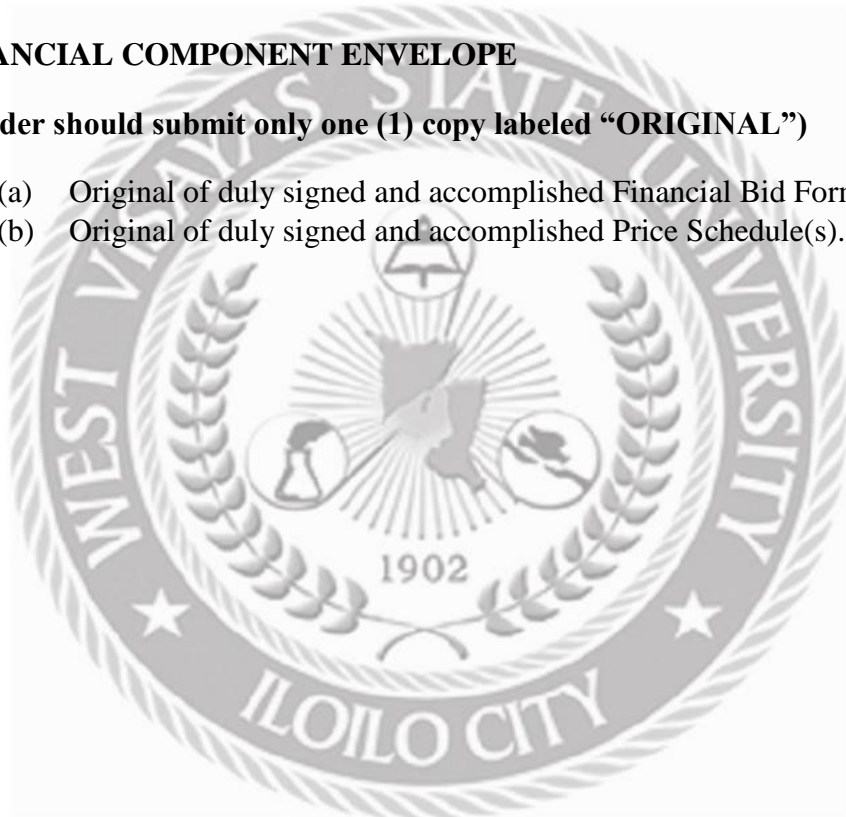 ANCIAL COMPONENT ENVELOPE
der should submit only one (1) copy labeled “ORIGINAL”)
(a) Original of duly signed and accomplished Financial Bid For
(b) Original of duly signed and accomplished Price Schedule(s).
WEST VISAYAS STATE UNIVERSITY
1902
ILOILO CITY